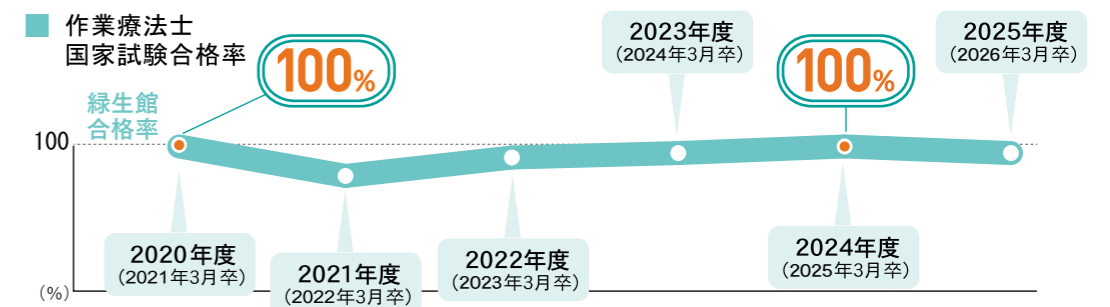 作業療法士
国家試験合格率
100%
2023年度
（2024年3月卒）
100%
2025年度
（2026年3月卒）
緑生館
合格率
100
2020年度
（2021年3月卒）
2021年度
（2022年3月卒）
2022年度
（2023年3月卒）
2024年度
（2025年3月卒）
（%）